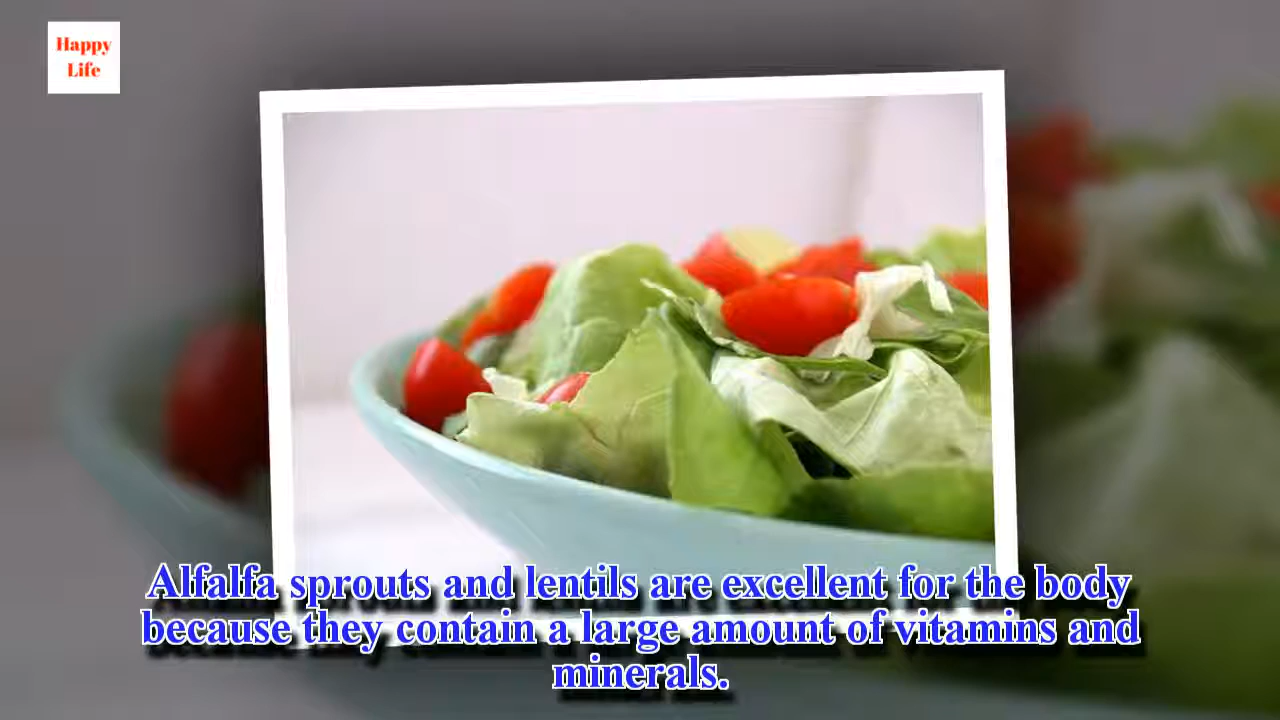 Happy
Life
Alfalfa sprouts and lentils are excellent for the body
because they contain a large amount of vitamins and
minerals.